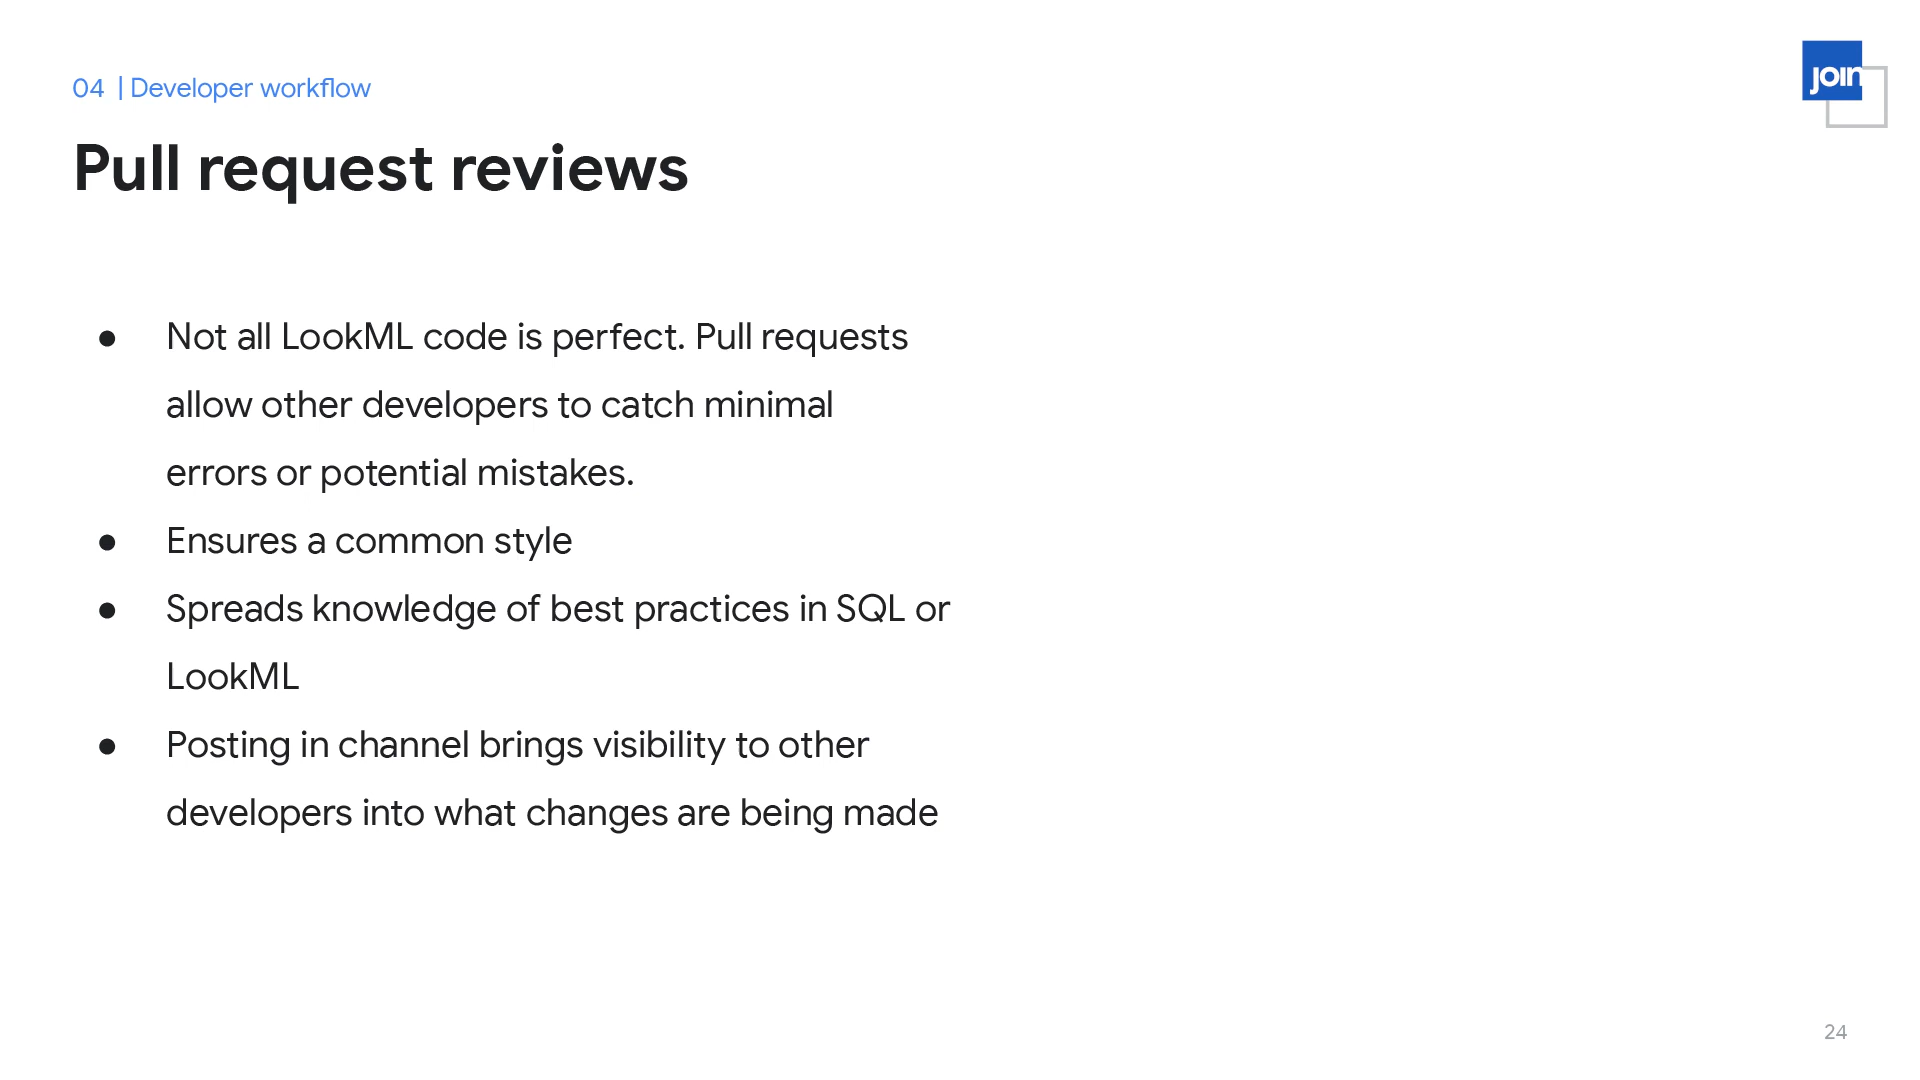 04 | Developer workflow
join
Pull request reviews
● Not all LookML code is perfect. Pull requests
allow other developers to catch minimal
errors or potential mistakes.
● Ensures a common style
● Spreads knowledge of best practices in SQL or
LookML
● Posting in channel brings visibility to other
developers into what changes are being made
24